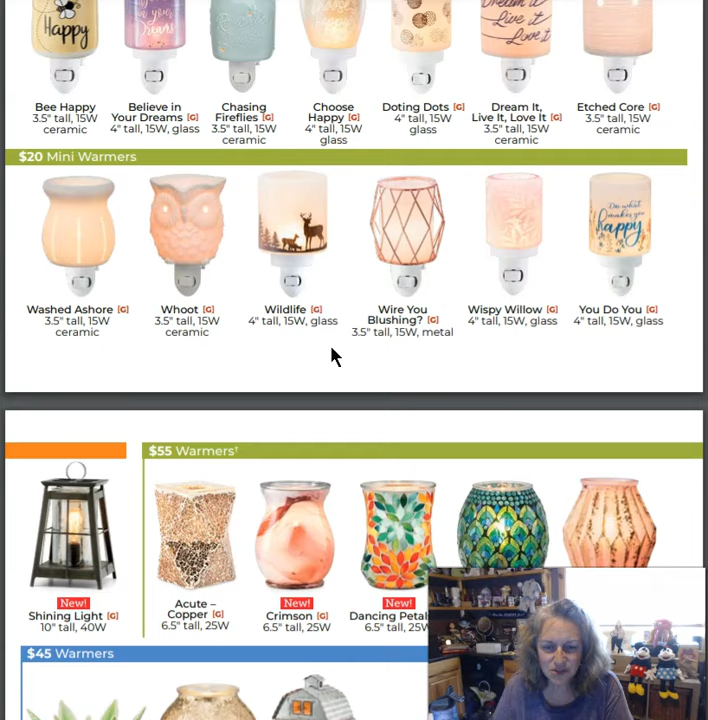 Happy
Dreams
Dream it
Live it
Love it
Bee Happy
3.5" tall, 15W
ceramic
Believe in
Your Dreams [G]
4" tall, 15W, glass
Chasing
Fireflies [G]
3.5" tall, 15W
ceramic
Choose
Happy [G]
4" tall, 15W
glass
Doting Dots [G]
4" tall, 15W
glass
Dream It,
Live It, Love It [G]
3.5" tall, 15W
ceramic
Etched Core [G]
3.5" tall, 15W
ceramic
$20 Mini Warmers
Do what
makes you
happy
Washed Ashore [G]
3.5" tall, 15W
ceramic
Whoot [G]
3.5" tall, 15W
ceramic
Wildlife [G]
4" tall, 15W, glass
Wire You
Blushing? [G]
3.5" tall, 15W, metal
Wispy Willow [G]
4" tall, 15W, glass
You Do You [G]
4" tall, 15W, glass
$55 Warmers†
New!
Shining Light [G]
10" tall, 40W
Acute –
Copper [G]
6.5" tall, 25W
New!
Crimson [G]
6.5" tall, 25W
New!
Dancing Petals
6.5" tall, 25W
$45 Warmers